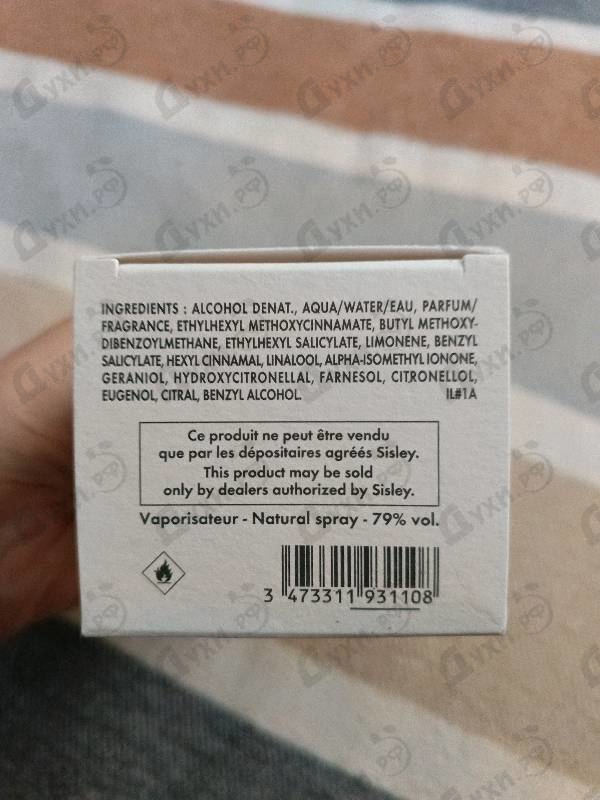 INGREDIENTS : ALCOHOL DENAT., AQUA/WATER/EAU, PARFUM/
FRAGRANCE, ETHYLHEXYL METHOXYCINNAMATE, BUTYL METHOXY-
DIBENZOYLMETHANE, ETHYLHEXYL SALICYLATE, LIMONENE, BENZYL
SALICYLATE, HEXYL CINNAMAL, LINALOOL, ALPHA-ISOMETHYL IONONE,
GERANIOL, HYDROXYCITRONELLAL, FARNESOL, CITRONELLOL,
EUGENOL, CITRAL, BENZYL ALCOHOL. IL#1A
Ce produit ne peut être vendu
que par les dépositaires agréés Sisley.
This product may be sold
only by dealers authorized by Sisley.
Vaporisateur - Natural spray - 79% vol.
3 473311 931108
Духи.РФ